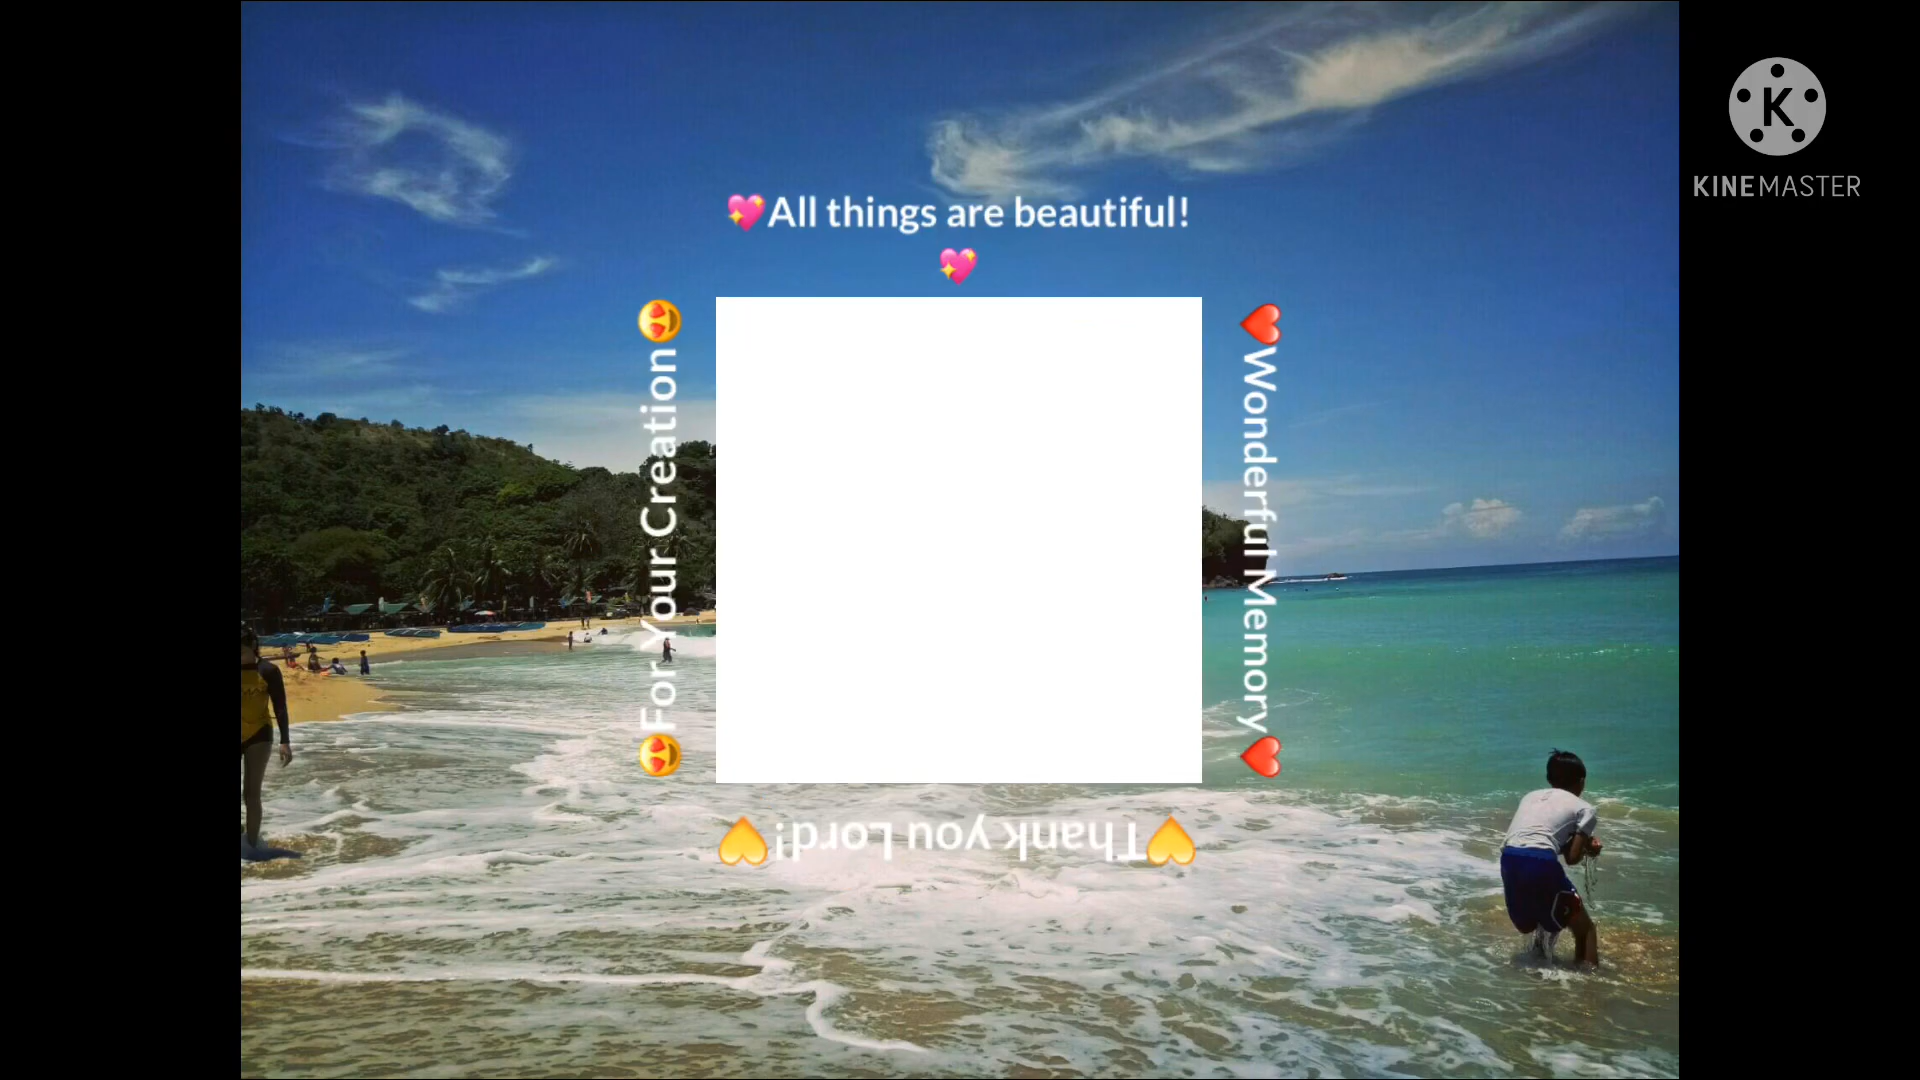 💖All things are beautiful!
💖
😍For Your Creation😍
❤Wonderful Memory❤
💛Thank you Lord!💛
K
KINEMASTER